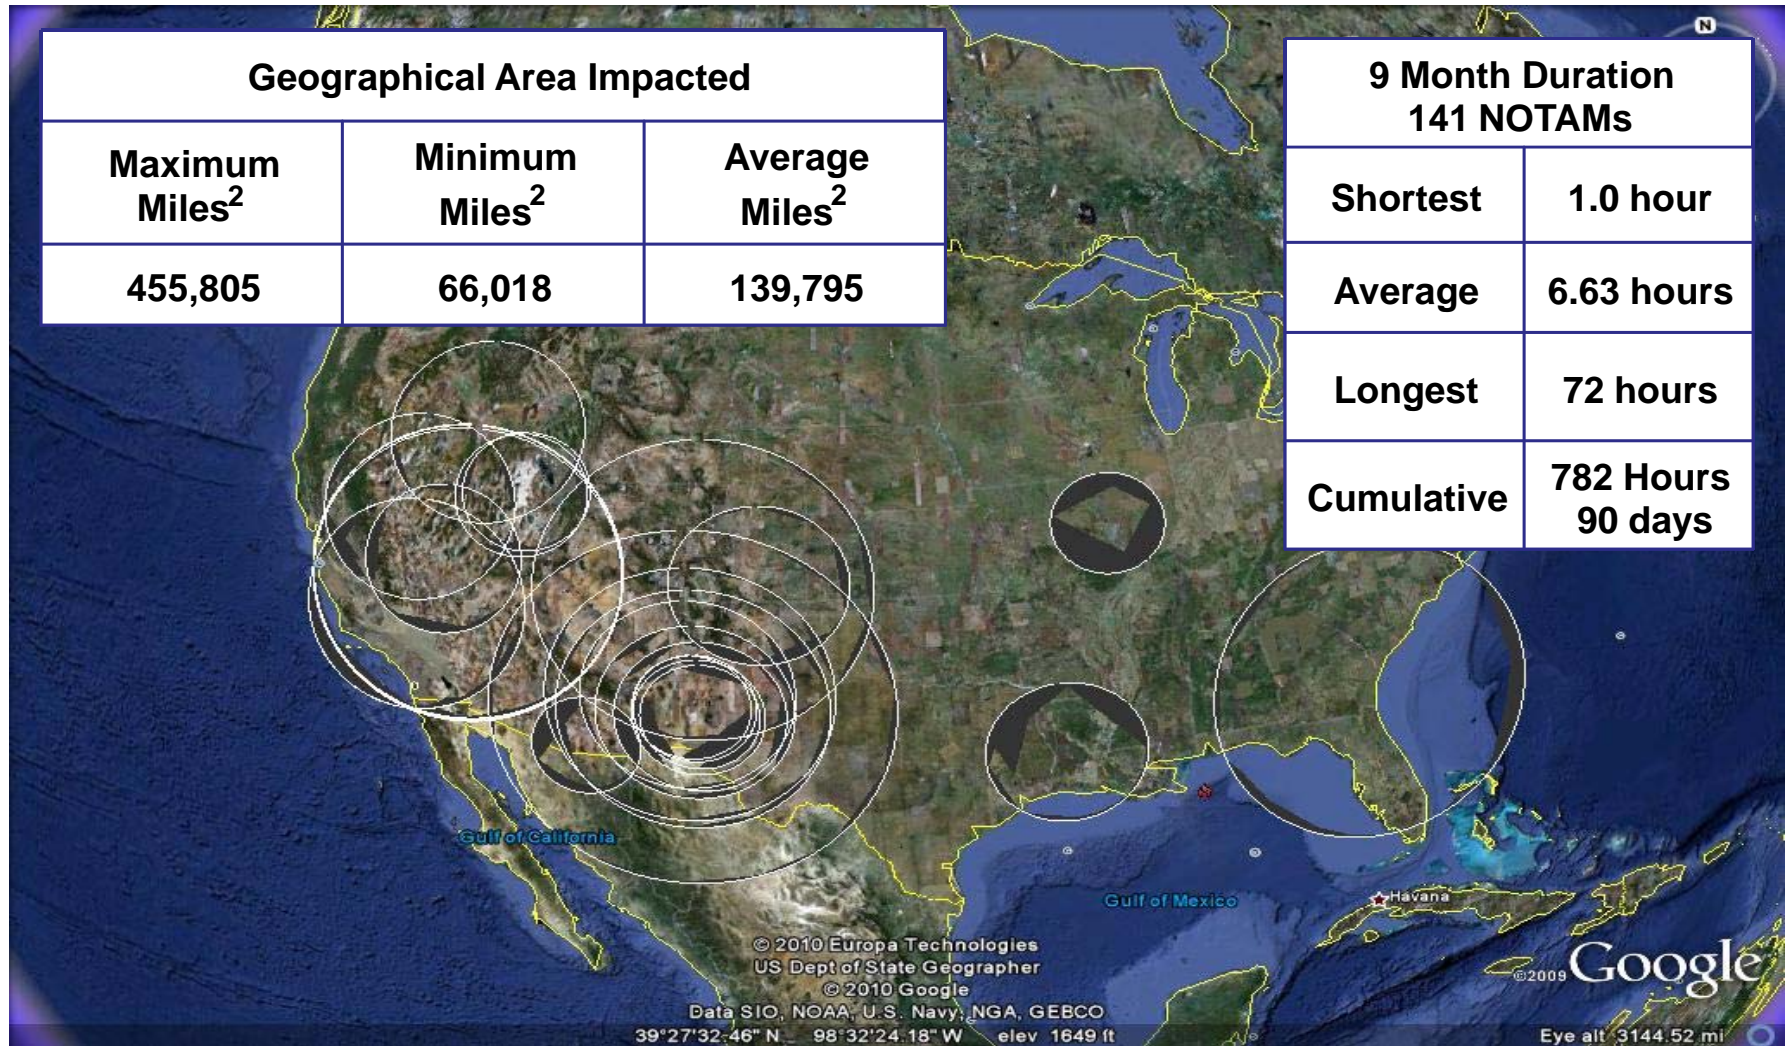 Geographical Area Impacted
Maximum
Miles2
Minimum
Miles2
Average
Miles2
455,805
66,018
139,795
9 Month Duration
141 NOTAMs
Shortest
1.0 hour
Average
6.63 hours
Longest
72 hours
Cumulative
782 Hours
90 days
N
Gulf of California
Gulf of Mexico
Havana
© 2010 Europa Technologies
US Dept of State Geographer
© 2010 Google
Data SIO, NOAA, U.S. Navy, NGA, GEBCO
©2009 Google
39°27'32.46" N 98°32'24.18" W elev 1649 ft
Eye alt 3144.52 mi